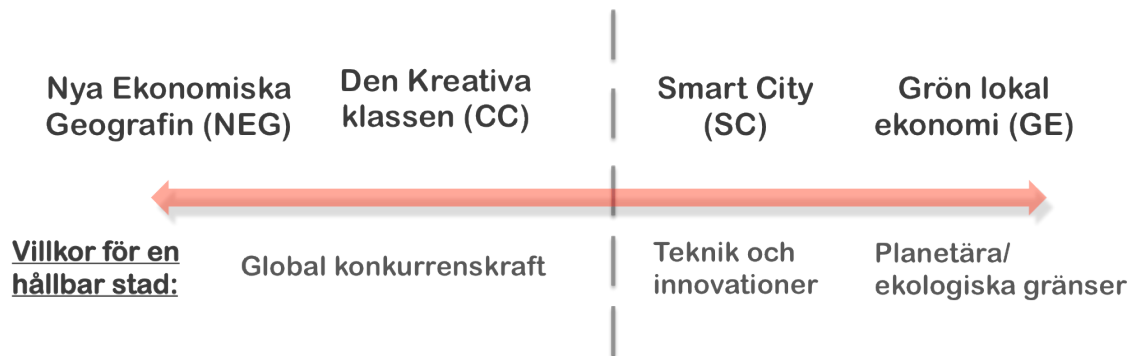 Nya Ekonomiska
Geografin (NEG)
Den Kreativa
klassen (CC)
Smart City
(SC)
Grön lokal
ekonomi (GE)
Villkor för en
hållbar stad:
Global konkurrenskraft
Teknik och
innovationer
Planetära/
ekologiska gränser